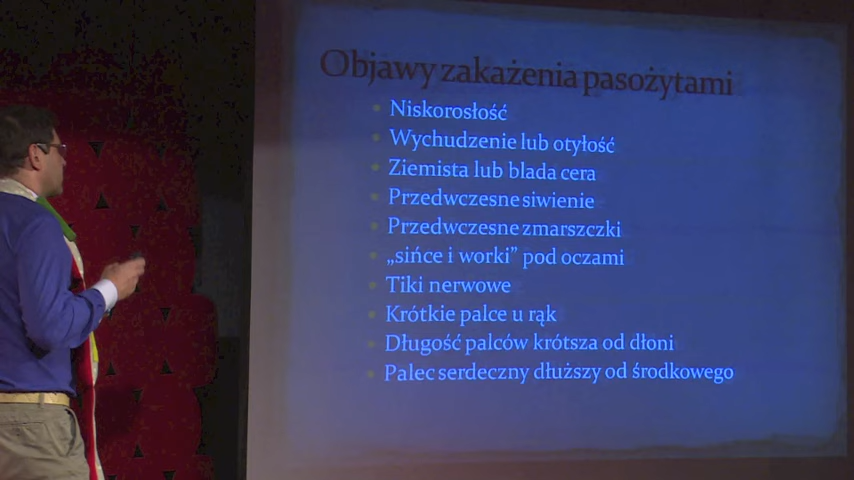 Objawy zakażenia pasożytami
Niskorosłość
Wychudzenie lub otyłość
Ziemista lub blada cera
Przedwczesne siwienie
Przedwczesne zmarszczki
„sińce i worki” pod oczami
Tiki nerwowe
Krótkie palce u rąk
Długość palców krótsza od dłoni
Palec serdeczny dłuższy od środkowego